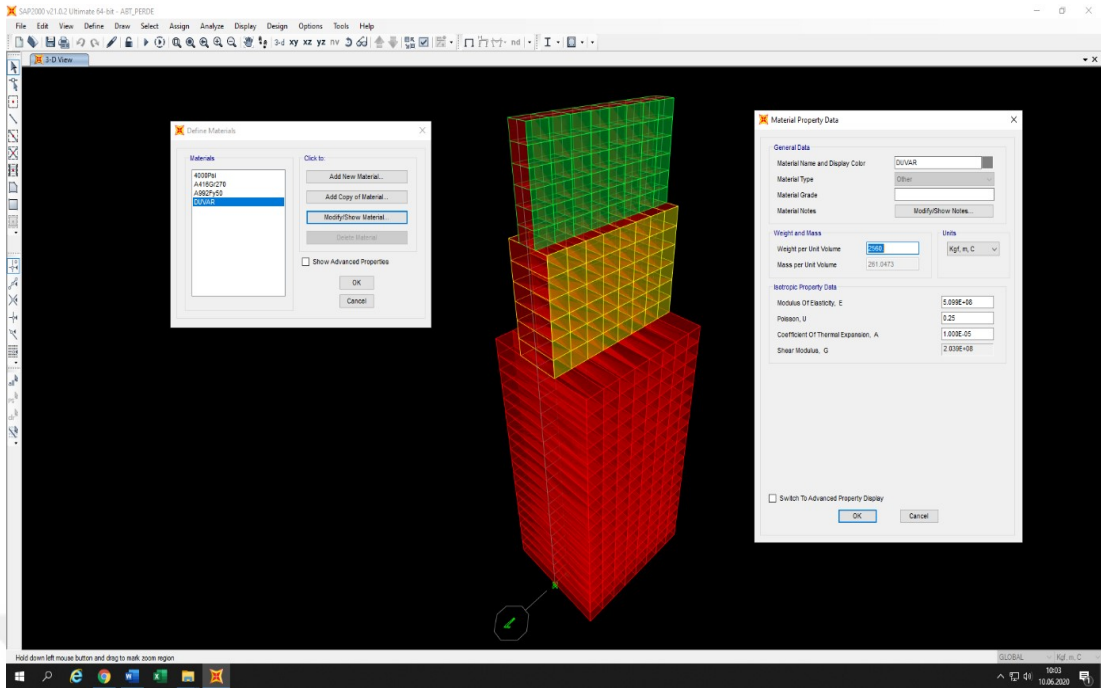 SAP2000 v21.0.2 Ultimate 64-bit - ABT_PERDE
File Edit View Define Draw Select Assign Analyze Display Design Options Tools Help
3-d xy xz yz nv nd
3-D View
Define Materials
Materials
4000Psi
A416Gr270
A992Fy50
DUVAR
Click to:
Add New Material...
Add Copy of Material...
Modify/Show Material...
Delete Material
Show Advanced Properties
OK
Cancel
Material Property Data
General Data
Material Name and Display Color DUVAR
Material Type Other
Material Grade
Material Notes Modify/Show Notes...
Weight and Mass Units
Weight per Unit Volume 2560 Kgf, m, C
Mass per Unit Volume 261.0473
Isotropic Property Data
Modulus Of Elasticity, E 5.099E+08
Poisson, U 0.25
Coefficient Of Thermal Expansion, A 1.000E-05
Shear Modulus, G 2.039E+08
Switch To Advanced Property Display
OK Cancel
Hold down left mouse button and drag to mark zoom region GLOBAL Kgf, m, C
10:03
10.06.2020